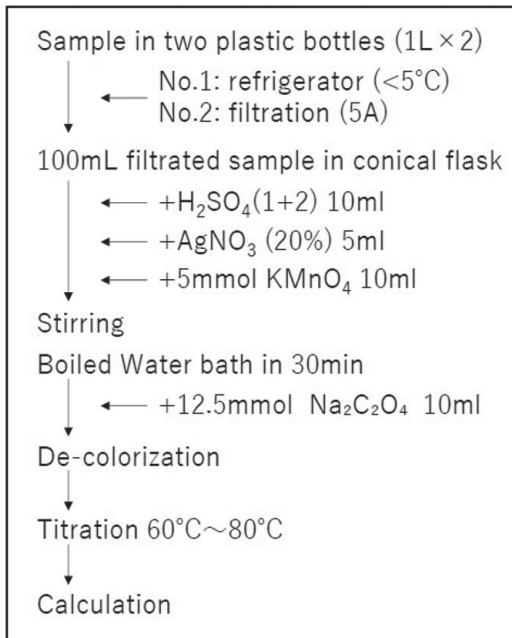 Sample in two plastic bottles (1L×2)
No.1: refrigerator (<5°C)
No.2: filtration (5A)
100mL filtrated sample in conical flask
+H₂SO₄(1+2) 10ml
+AgNO₃ (20%) 5ml
+5mmol KMnO₄ 10ml
Stirring
Boiled Water bath in 30min
+12.5mmol Na₂C₂O₄ 10ml
De-colorization
Titration 60°C～80°C
Calculation